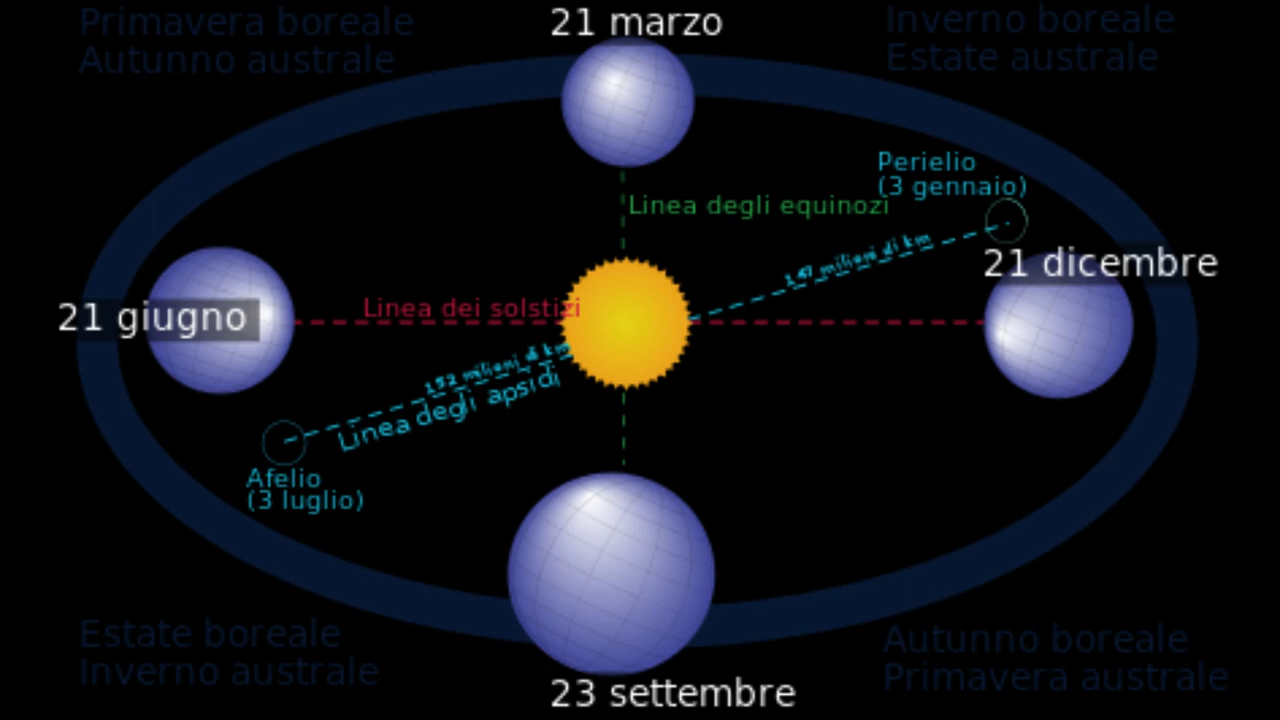 Primavera boreale
Autunno australe
21 marzo
Inverno boreale
Estate australe
Perielio
(3 gennaio)
Linea degli equinozi
147 milioni di km
21 dicembre
21 giugno
Linea dei solstizi
152 milioni di km
Linea degli apsidi
Afelio
(3 luglio)
Estate boreale
Inverno australe
23 settembre
Autunno boreale
Primavera australe